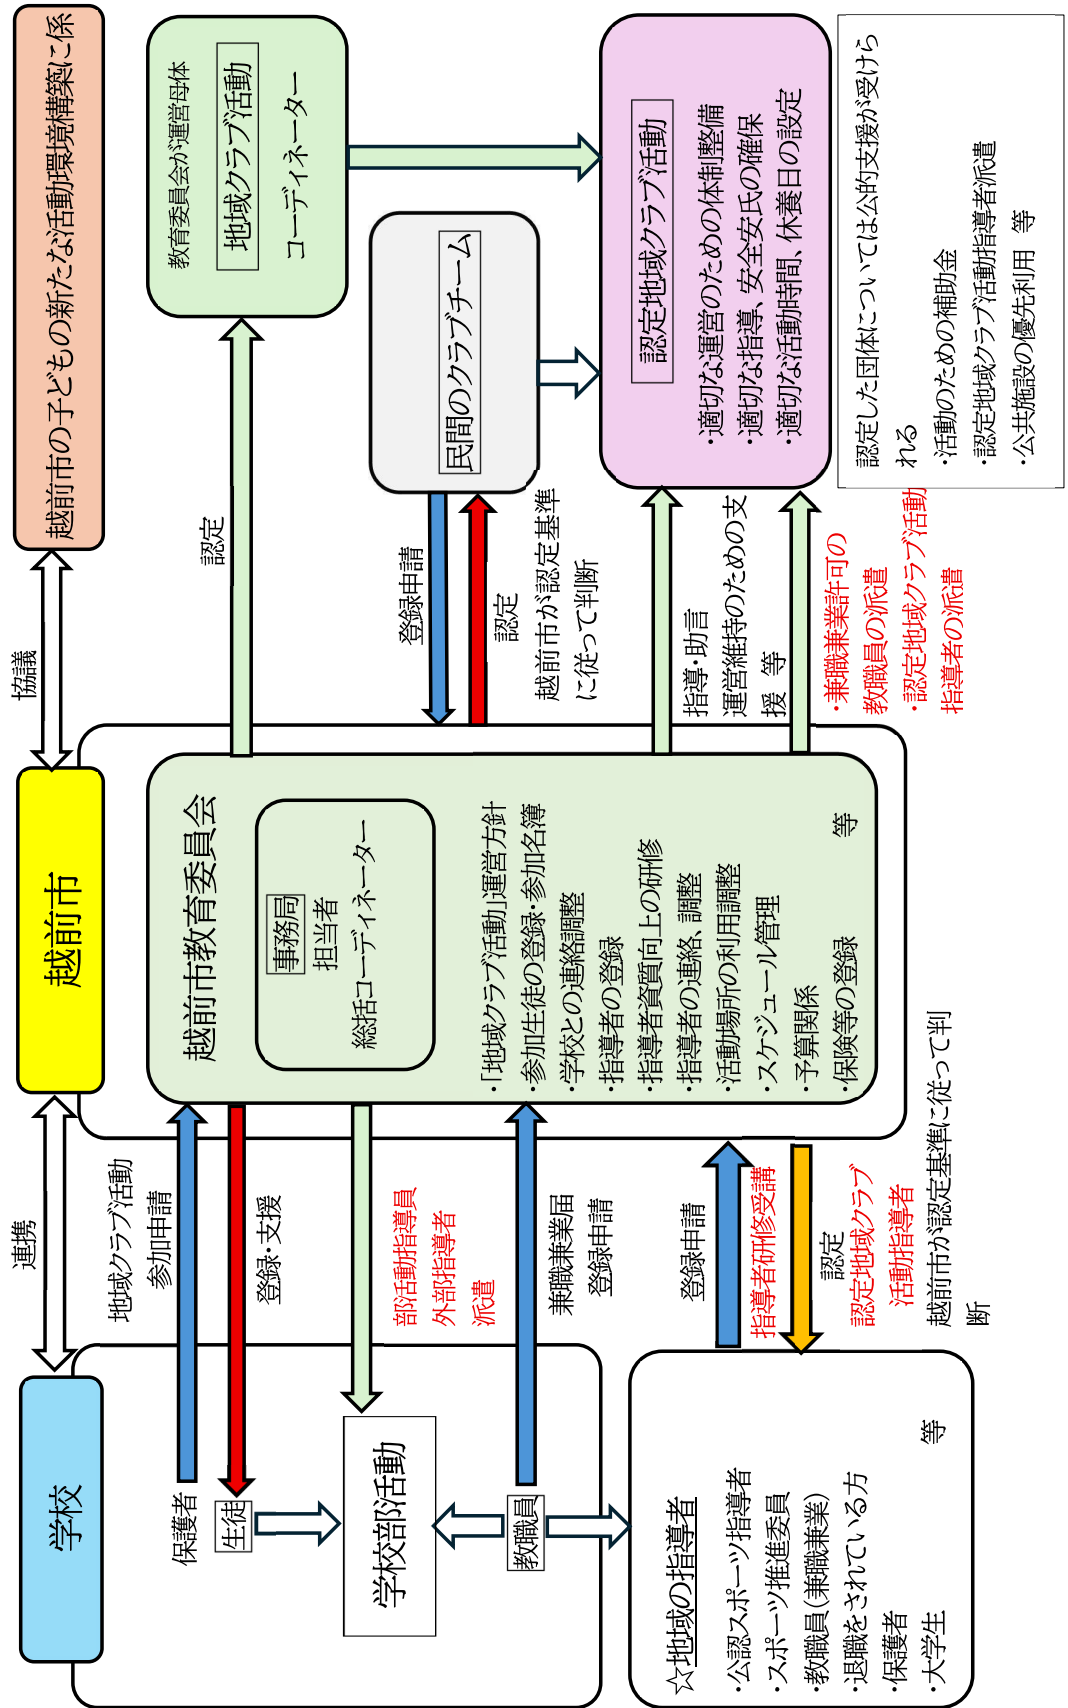 学校
連携
越前市
協議
越前市の子どもの新たな活動環境構築に係
保護者
生徒
学校部活動
教職員
地域クラブ活動
参加申請
登録・支援
部活動指導員
外部指導者
派遣
兼職兼業届
登録申請
☆地域の指導者
・公認スポーツ指導者
・スポーツ推進委員
・教職員（兼職兼業）
・退職をされている方
・保護者
・大学生 等
登録申請
指導者研修受講
認定
認定地域クラブ
活動指導者
越前市が認定基準に従って判
断
越前市教育委員会
事務局
担当者
総括コーディネーター
・「地域クラブ活動」運営方針
・参加生徒の登録・参加名簿
・学校との連絡調整
・指導者の登録
・指導者資質向上の研修
・指導者の連絡、調整
・活動場所の利用調整
・スケジュール管理
・予算関係
・保険等の登録 等
認定
登録申請
認定
越前市が認定基準
に従って判断
指導・助言
運営維持のための支
援 等
・兼職兼業許可の
教職員の派遣
・認定地域クラブ活動
指導者の派遣
教育委員会が運営母体
地域クラブ活動
コーディネーター
民間のクラブチーム
認定地域クラブ活動
・適切な運営のための体制整備
・適切な指導、安全安氏の確保
・適切な活動時間、休養日の設定
認定した団体については公的支援が受けら
れる
・活動のための補助金
・認定地域クラブ活動指導者派遣
・公共施設の優先利用 等